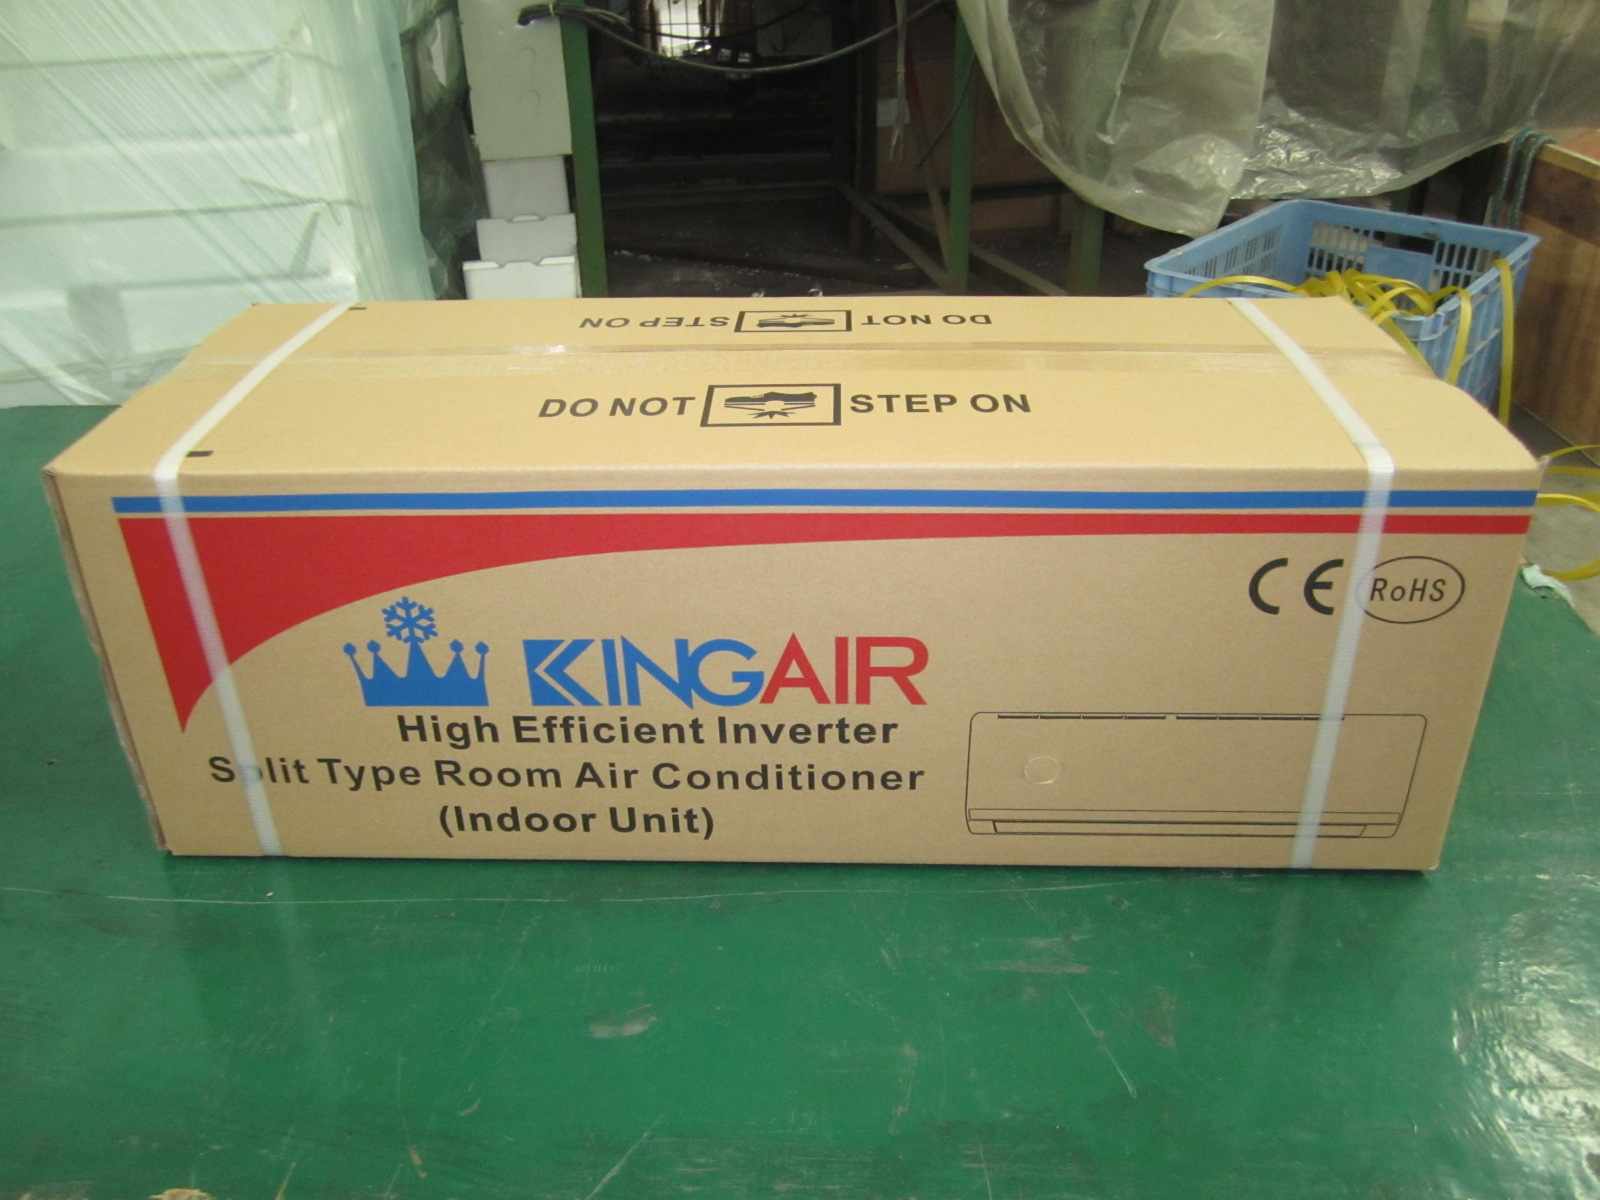 DO NOT STEP ON
DO NOT STEP ON
CE RoHS
KINGAIR
High Efficient Inverter
Split Type Room Air Conditioner
(Indoor Unit)